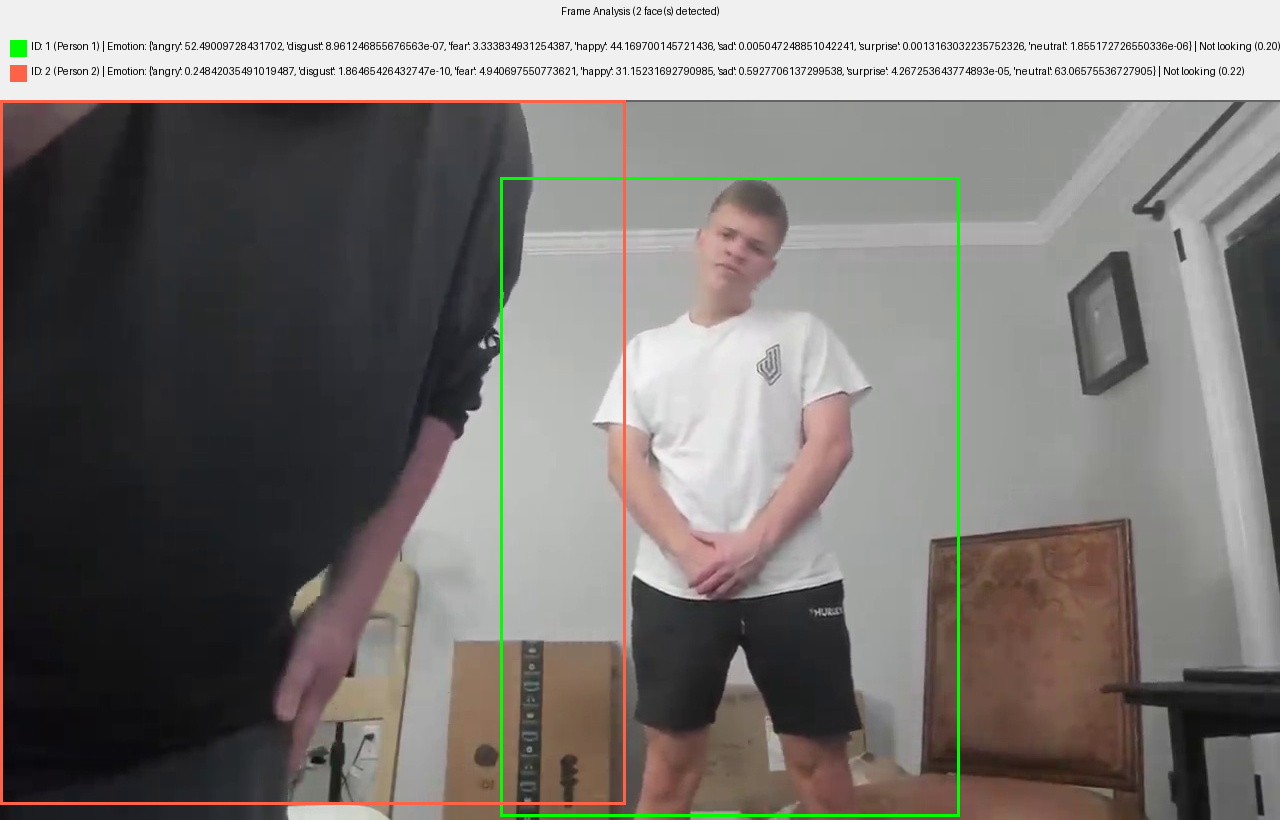 Frame Analysis (2 face(s) detected)
ID: 1 (Person 1) | Emotion: {'angry': 52.49009728431702, 'disgust': 8.961246855676563e-07, 'fear': 3.333834931254387, 'happy': 44.169700145721436, 'sad': 0.005047248851042241, 'surprise': 0.0013163032235752326, 'neutral': 1.855172726550336e-06} | Not looking (0.20)
ID: 2 (Person 2) | Emotion: {'angry': 0.24842035491019487, 'disgust': 1.86465426432747e-10, 'fear': 4.940697550773621, 'happy': 31.15231692790985, 'sad': 0.5927706137299538, 'surprise': 4.267253643774893e-05, 'neutral': 63.06575536727905} | Not looking (0.22)
HURLEY